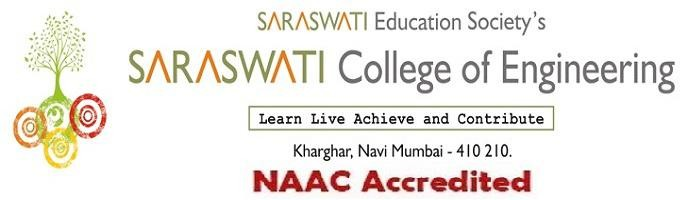 SARASWATI Education Society's
SARASWATI College of Engineering
Learn Live Achieve and Contribute
Kharghar, Navi Mumbai - 410 210.
NAAC Accredited